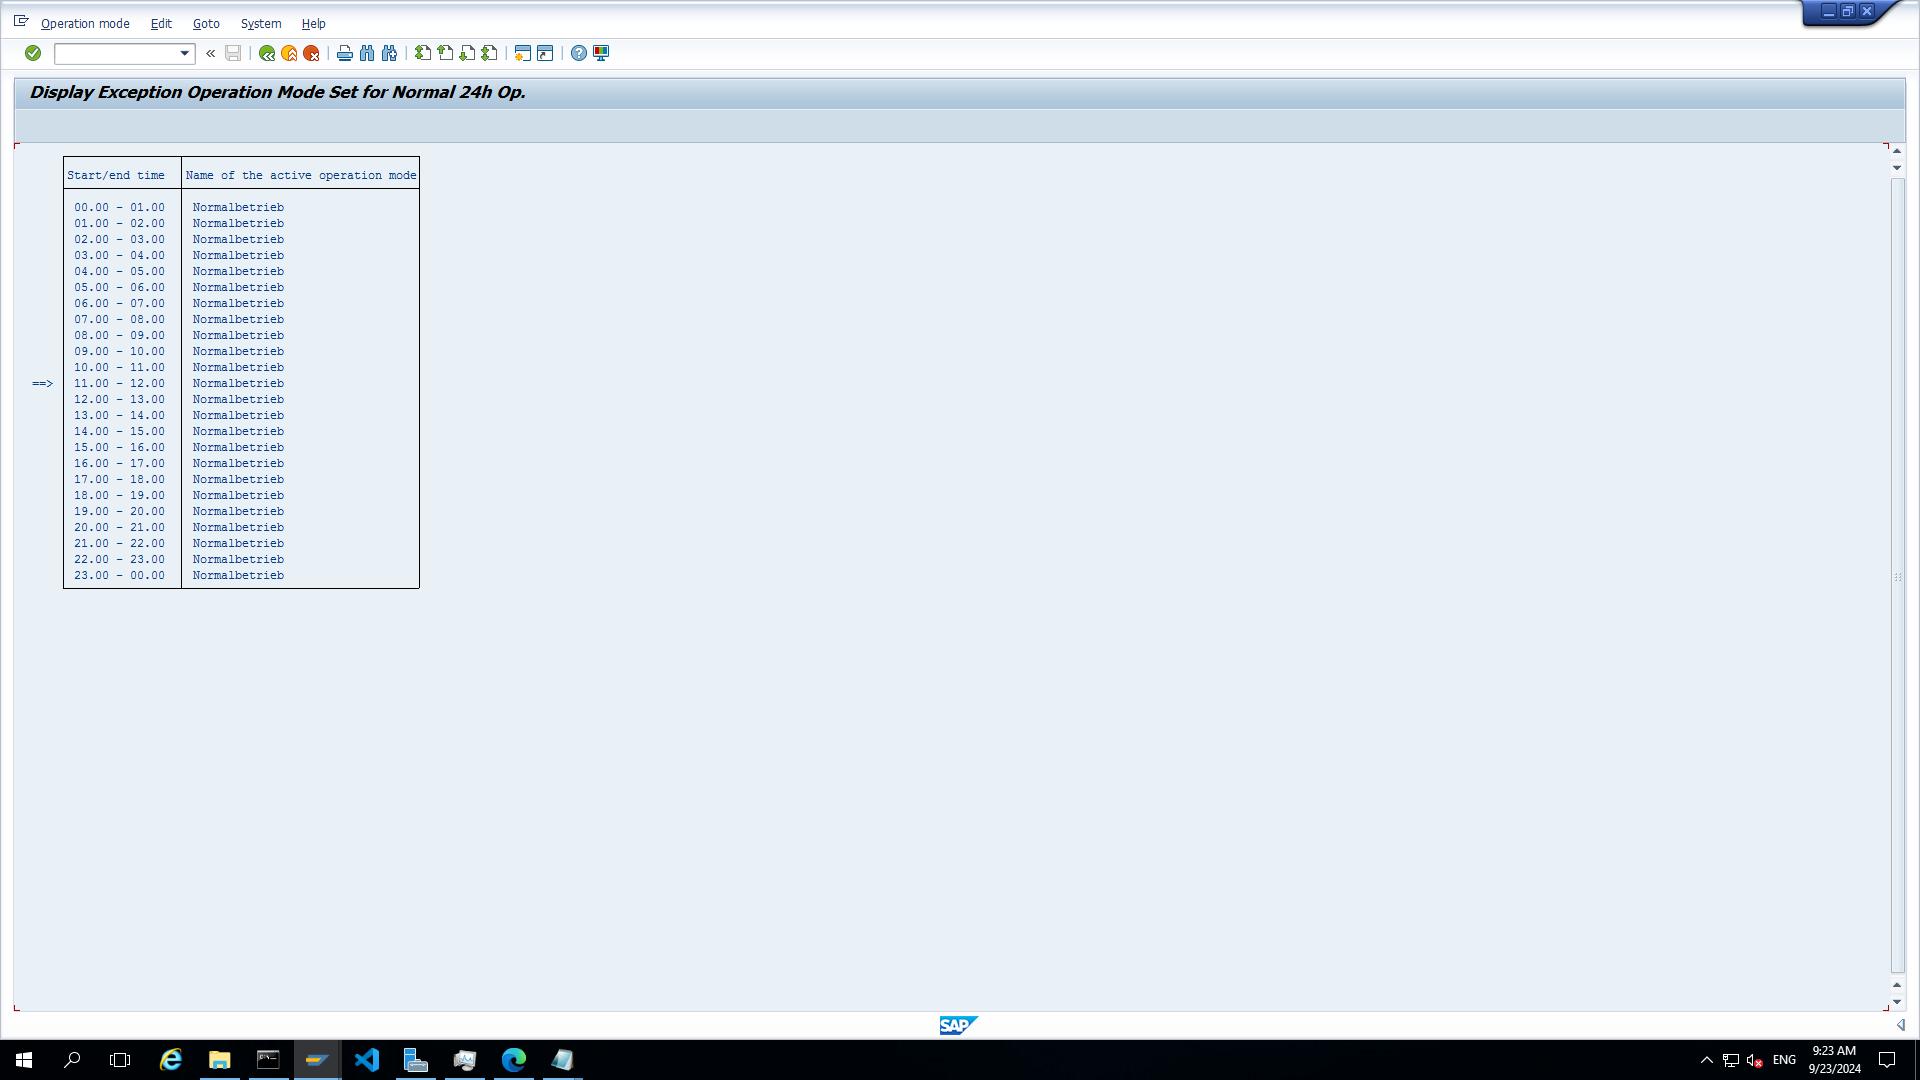 Operation mode Edit Goto System Help
Display Exception Operation Mode Set for Normal 24h Op.
Start/end time Name of the active operation mode
00.00 - 01.00 Normalbetrieb
01.00 - 02.00 Normalbetrieb
02.00 - 03.00 Normalbetrieb
03.00 - 04.00 Normalbetrieb
04.00 - 05.00 Normalbetrieb
05.00 - 06.00 Normalbetrieb
06.00 - 07.00 Normalbetrieb
07.00 - 08.00 Normalbetrieb
08.00 - 09.00 Normalbetrieb
09.00 - 10.00 Normalbetrieb
10.00 - 11.00 Normalbetrieb
==> 11.00 - 12.00 Normalbetrieb
12.00 - 13.00 Normalbetrieb
13.00 - 14.00 Normalbetrieb
14.00 - 15.00 Normalbetrieb
15.00 - 16.00 Normalbetrieb
16.00 - 17.00 Normalbetrieb
17.00 - 18.00 Normalbetrieb
18.00 - 19.00 Normalbetrieb
19.00 - 20.00 Normalbetrieb
20.00 - 21.00 Normalbetrieb
21.00 - 22.00 Normalbetrieb
22.00 - 23.00 Normalbetrieb
23.00 - 00.00 Normalbetrieb
SAP
ENG
9:23 AM
9/23/2024